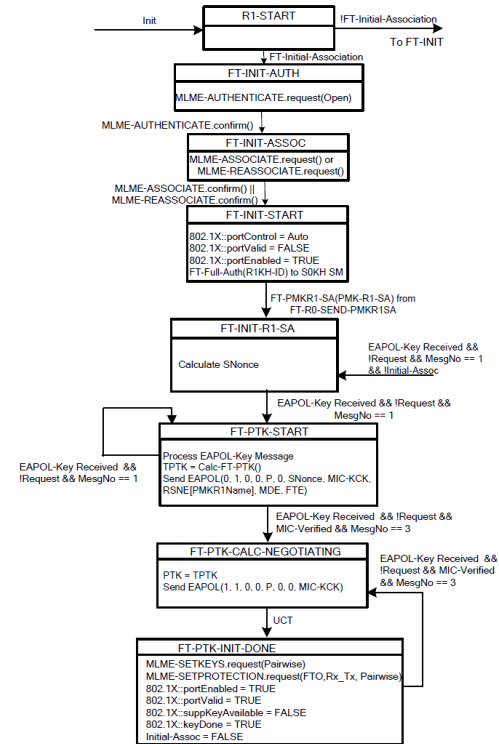 R1-START
Init
!FT-Initial-Association
To FT-INIT
FT-Initial-Association
FT-INIT-AUTH
MLME-AUTHENTICATE.request(Open)
MLME-AUTHENTICATE.confirm()
FT-INIT-ASSOC
MLME-ASSOCIATE.request() or
MLME-REASSOCIATE.request()
MLME-ASSOCIATE.confirm() ||
MLME-REASSOCIATE.confirm()
FT-INIT-START
802.1X::portControl = Auto
802.1X::portValid = FALSE
802.1X::portEnabled = TRUE
FT-Full-Auth(R1KH-ID) to S0KH SM
FT-PMKR1-SA(PMK-R1-SA) from
FT-R0-SEND-PMKR1SA
FT-INIT-R1-SA
Calculate SNonce
EAPOL-Key Received &&
!Request && MesgNo == 1
&& !Initial-Assoc
EAPOL-Key Received && !Request &&
MesgNo == 1
FT-PTK-START
Process EAPOL-Key Message
TPTK = Calc-FT-PTK()
Send EAPOL(0, 1, 0, 0, P, 0, SNonce, MIC-KCK,
RSNE[PMKR1Name]. MDE, FTE)
EAPOL-Key Received &&
!Request && MesgNo == 1
EAPOL-Key Received && !Request &&
MIC-Verified && MesgNo == 3
FT-PTK-CALC-NEGOTIATING
PTK = TPTK
Send EAPOL(1, 1, 0, 0, P, 0, 0, MIC-KCK)
EAPOL-Key Received &&
!Request && MIC-Verified
&& MesgNo == 3
UCT
FT-PTK-INIT-DONE
MLME-SETKEYS.request(Pairwise)
MLME-SETPROTECTION.request(FTO,Rx_Tx, Pairwise)
802.1X::portEnabled = TRUE
802.1X::portValid = TRUE
802.1X::suppKeyAvailable = FALSE
802.1X::keyDone = TRUE
Initial-Assoc = FALSE